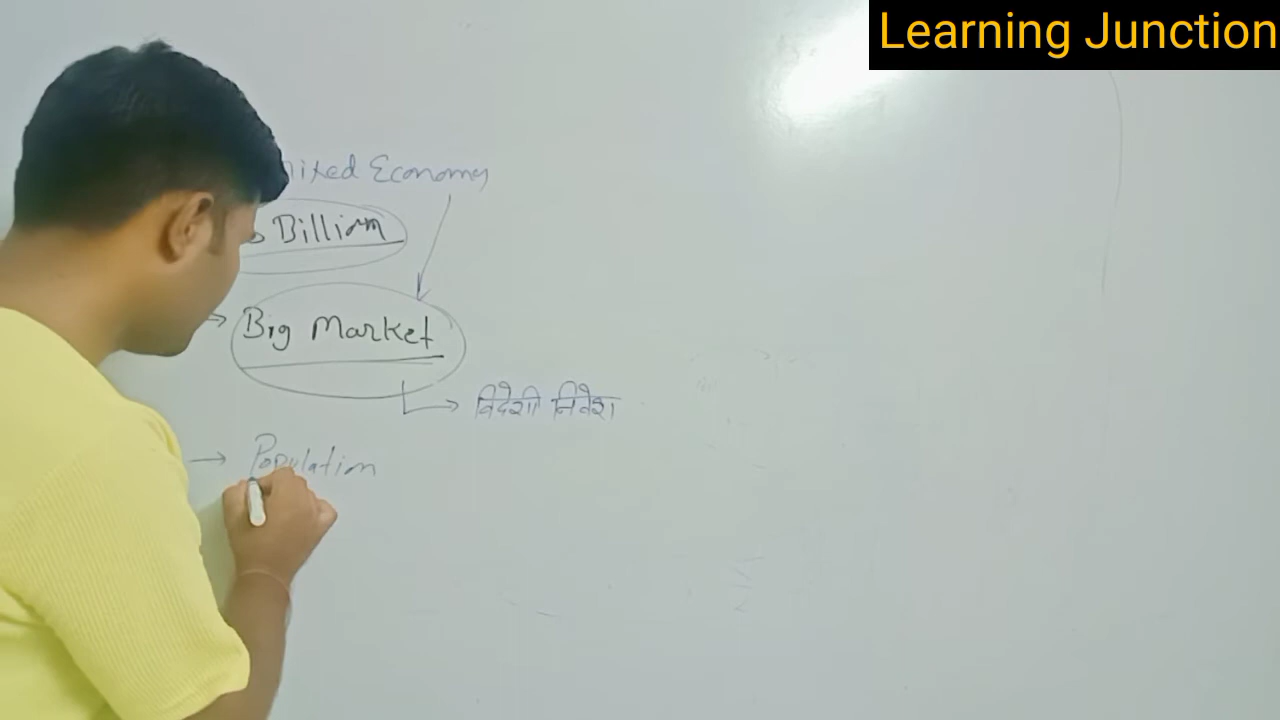 Learning Junction
mixed Economy
Billion
→ Big Market
→ विदेशी निवेश
→ Population